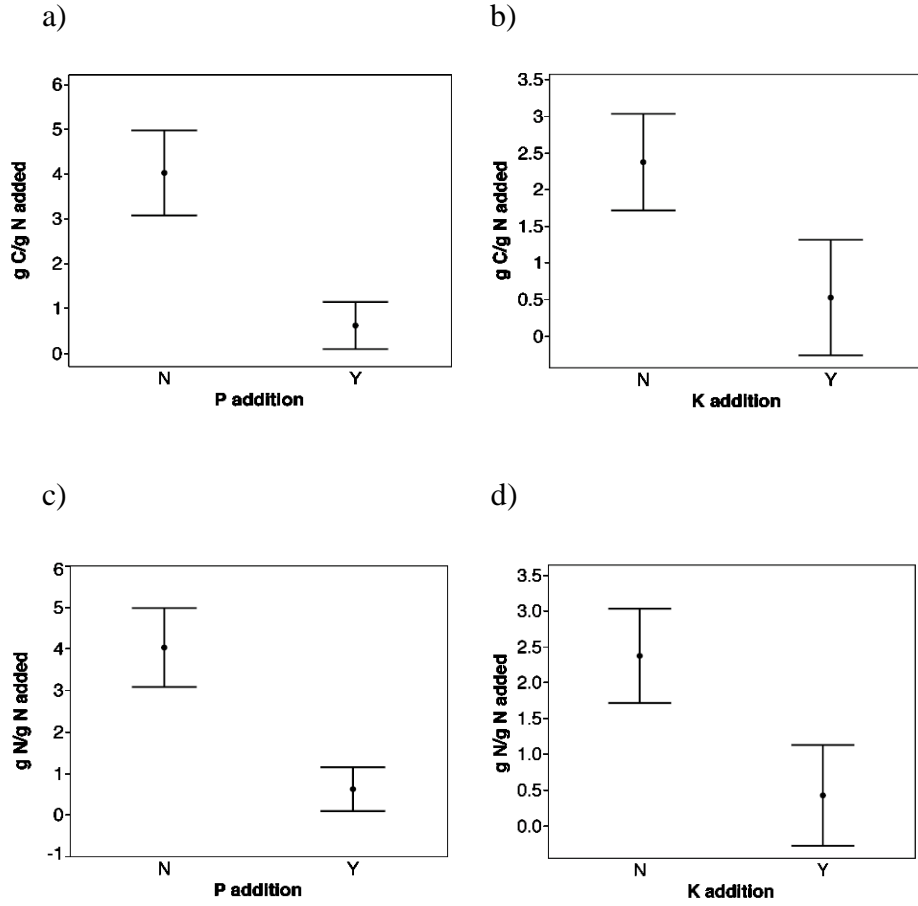 a)
b)
6
5
4
3
2
1
0
g C/g N added
N
Y
P addition
3.5
3
2.5
2
1.5
1
0.5
0
g C/g N added
N
Y
K addition
c)
d)
6
5
4
3
2
1
0
-1
g N/g N added
N
Y
P addition
3.5
3.0
2.5
2.0
1.5
1.0
0.5
0.0
g N/g N added
N
Y
K addition